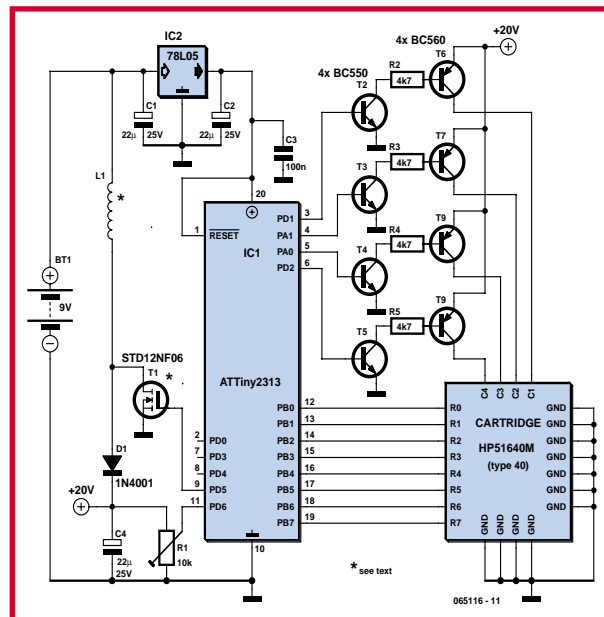 +20V
IC2
78L05
4x BC560
T6
4x BC550
R2
4k7
T2
C1
22µ 25V
C2
22µ 25V
C3
100n
R3
4k7
T7
T3
L1
*
20
1
RESET
IC1
PD1
3
PA1
4
PA0
5
PD2
6
R4
4k7
T9
T4
BT1
9V
R5
4k7
T9
T5
STD12NF06
T1
*
ATTiny2313
C4
C3
C2
C1
PB0
12
R0
GND
PB1
13
R1
CARTRIDGE
GND
2
PD0
PB2
14
R2
HP51640M
GND
7
PD3
PB3
15
R3
(type 40)
GND
8
PD4
PB4
16
R4
GND
9
PD5
PB5
17
R5
GND
11
PD6
PB6
18
R6
GND
PB7
19
R7
D1
1N4001
+20V
GND
GND
GND
GND
C4
22µ
25V
R1
10k
10
* see text
065116 - 11